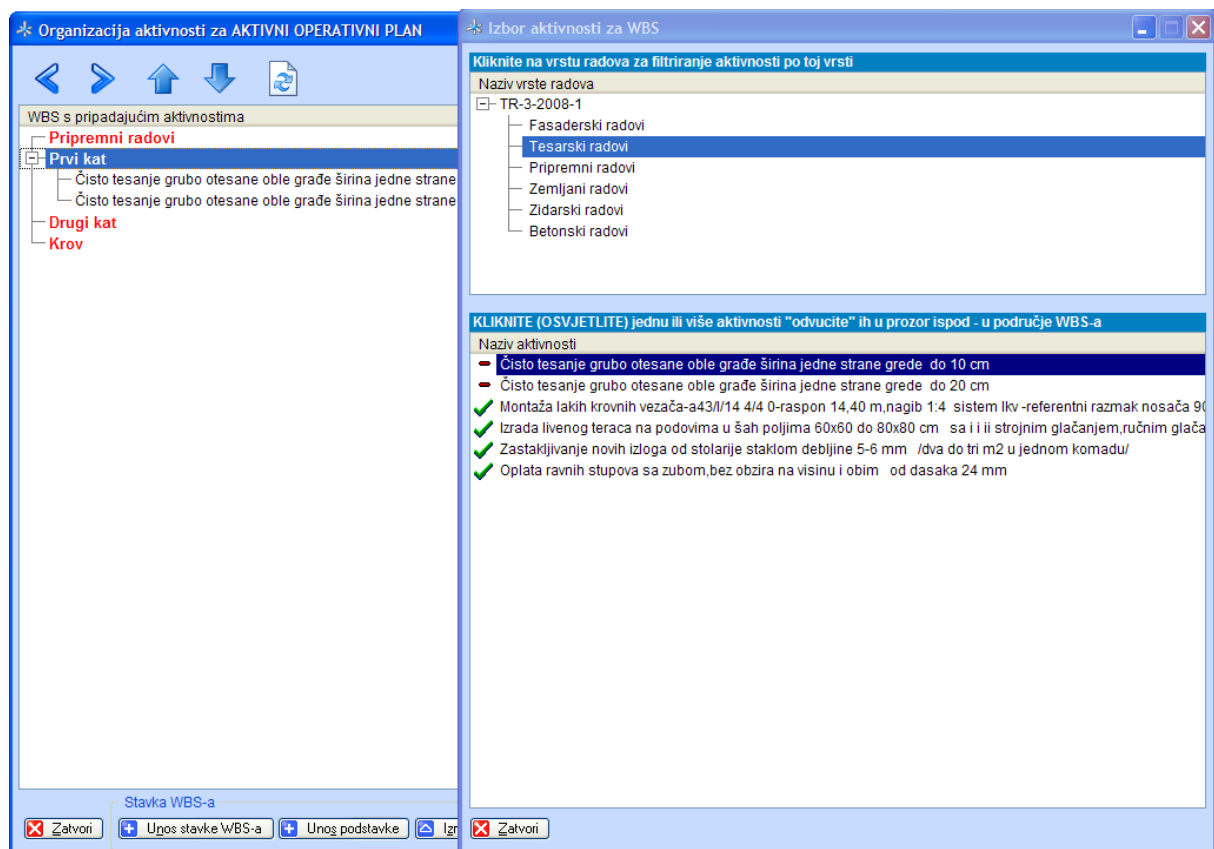 Organizacija aktivnosti za AKTIVNI OPERATIVNI PLAN
WBS s pripadajućim aktivnostima
Pripremni radovi
Prvi kat
Čisto tesanje grubo otesane oble građe širina jedne strane
Čisto tesanje grubo otesane oble građe širina jedne strane
Drugi kat
Krov
Stavka WBS-a
Zatvori
Unos stavke WBS-a
Unos podstavke
Izbor aktivnosti za WBS
Kliknite na vrstu radova za filtriranje aktivnosti po toj vrsti
Naziv vrste radova
TR-3-2008-1
Fasaderski radovi
Tesarski radovi
Pripremni radovi
Zemljani radovi
Zidarski radovi
Betonski radovi
KLIKNITE (OSVJETLITE) jednu ili više aktivnosti "odvucite" ih u prozor ispod - u područje WBS-a
Naziv aktivnosti
Čisto tesanje grubo otesane oble građe širina jedne strane grede do 10 cm
Čisto tesanje grubo otesane oble građe širina jedne strane grede do 20 cm
Montaža lakih krovnih vezača-a43/l/14 4/4 0-raspon 14,40 m,nagib 1:4 sistem lkv -referentni razmak nosača 90
Izrada livenog teraca na podovima u šah poljima 60x60 do 80x80 cm sa i i ii strojnim glačanjem,ručnim glača
Zastakljivanje novih izloga od stolarije staklom debljine 5-6 mm /dva do tri m2 u jednom komadu/
Oplata ravnih stupova sa zubom,bez obzira na visinu i obim od dasaka 24 mm
Zatvori